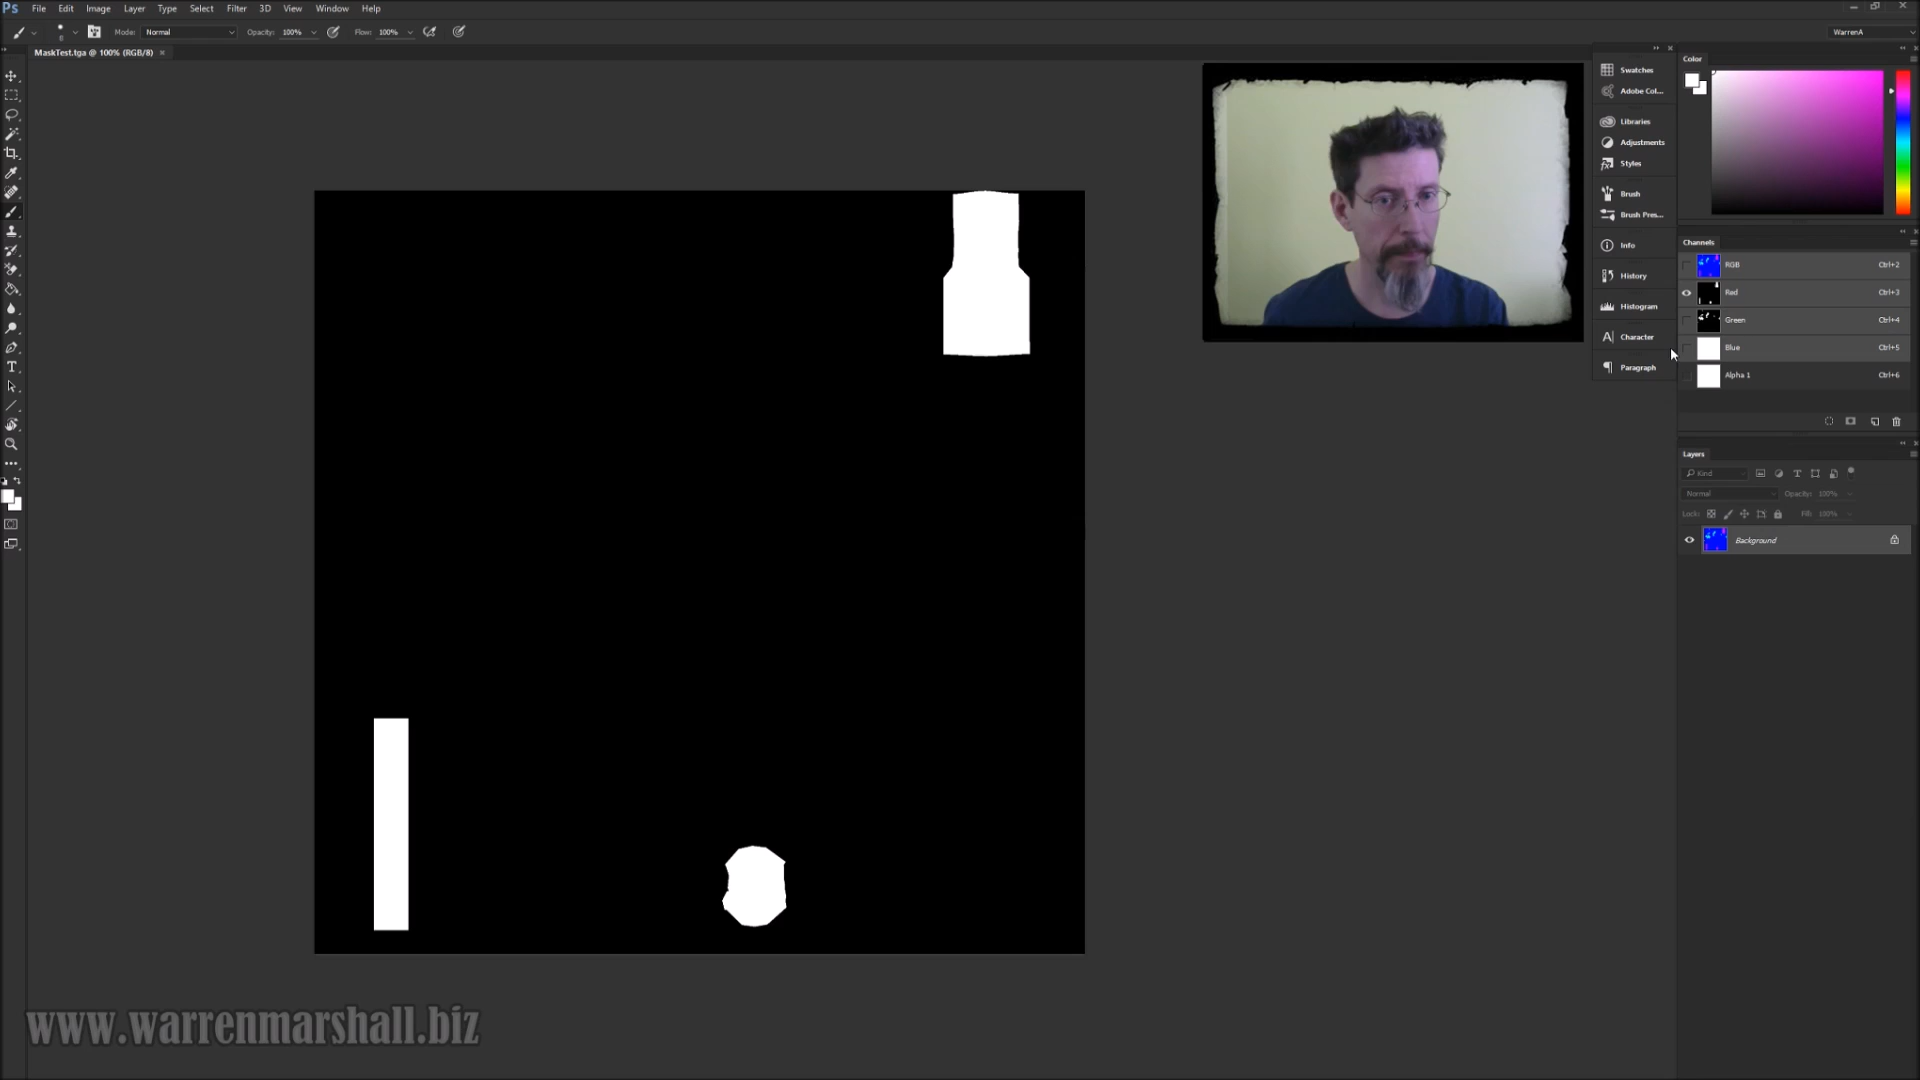 Ps File Edit Image Layer Type Select Filter 3D View Window Help
8 Mode: Normal Opacity: 100% Flow: 100% WarrenA
MaskTest.tga @ 100% (RGB/8) ×
Swatches
Adobe Col...
Libraries
Adjustments
Styles
Brush
Brush Pres...
Info
History
Histogram
Character
Paragraph
Color
Channels
RGB Ctrl+2
Red Ctrl+3
Green Ctrl+4
Blue Ctrl+5
Alpha 1 Ctrl+6
Layers
Kind
Normal Opacity: 100%
Lock: Fill: 100%
Background
www.warrenmarshall.biz